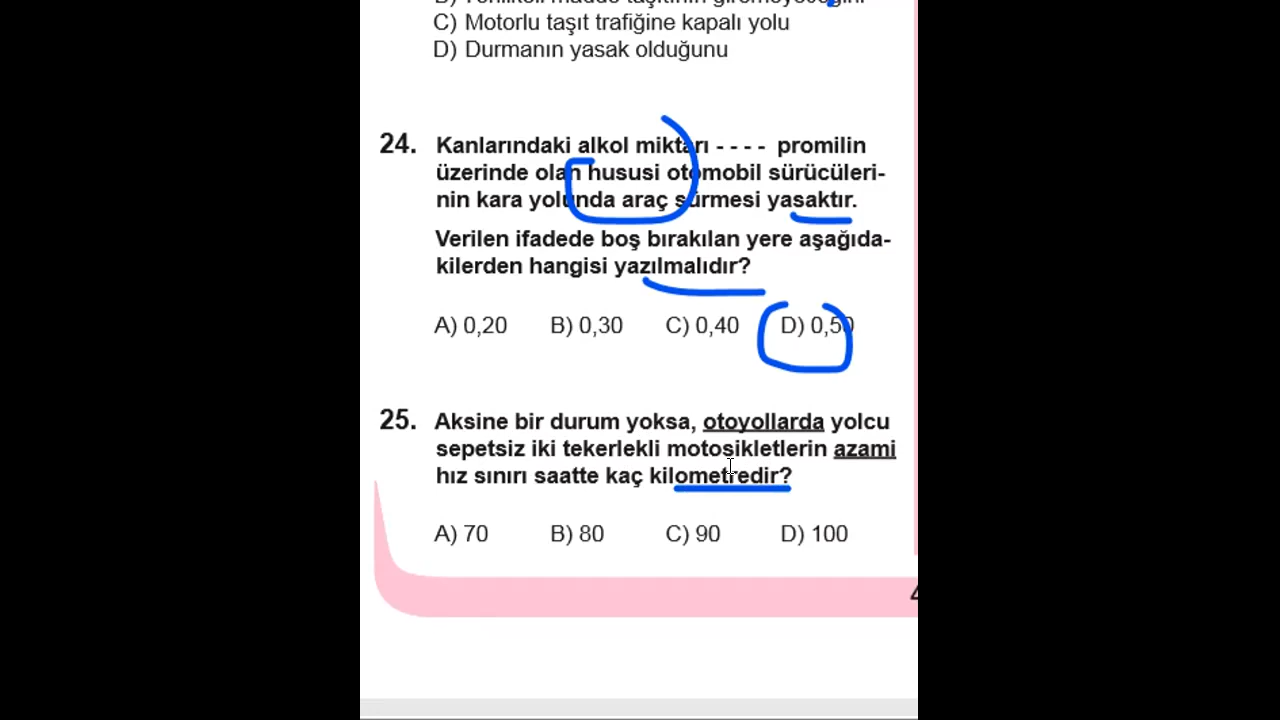 C) Motorlu taşıt trafiğine kapalı yolu
D) Durmanın yasak olduğunu
24. Kanlarındaki alkol miktarı - - - - promilin
üzerinde olan hususi otomobil sürücüleri-
nin kara yolunda araç sürmesi yasaktır.
Verilen ifadede boş bırakılan yere aşağıda-
kilerden hangisi yazılmalıdır?
A) 0,20 B) 0,30 C) 0,40 D) 0,50
25. Aksine bir durum yoksa, otoyollarda yolcu
sepetsiz iki tekerlekli motosikletlerin azami
hız sınırı saatte kaç kilometredir?
A) 70 B) 80 C) 90 D) 100